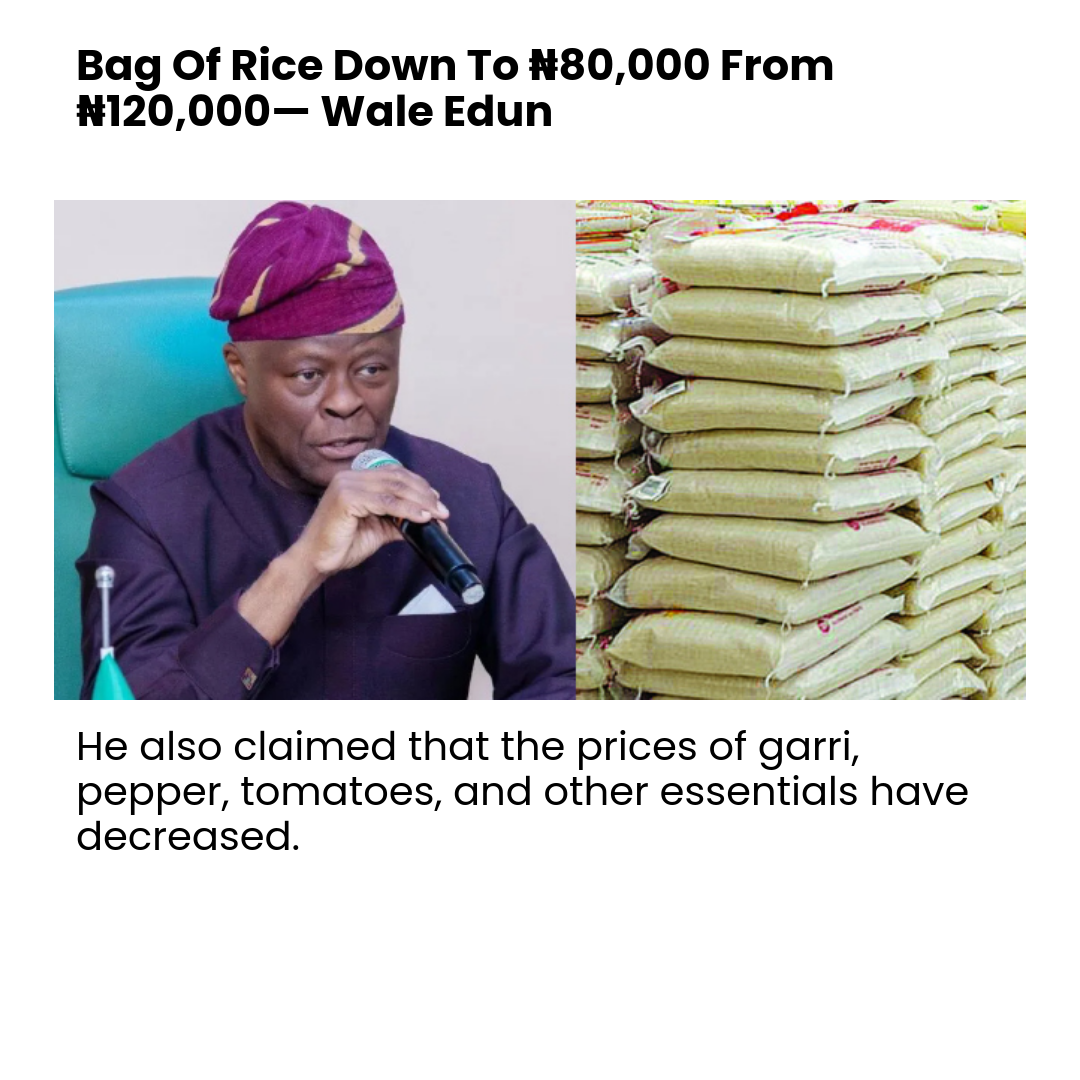 Bag Of Rice Down To ₦80,000 From
₦120,000— Wale Edun
He also claimed that the prices of garri,
pepper, tomatoes, and other essentials have
decreased.